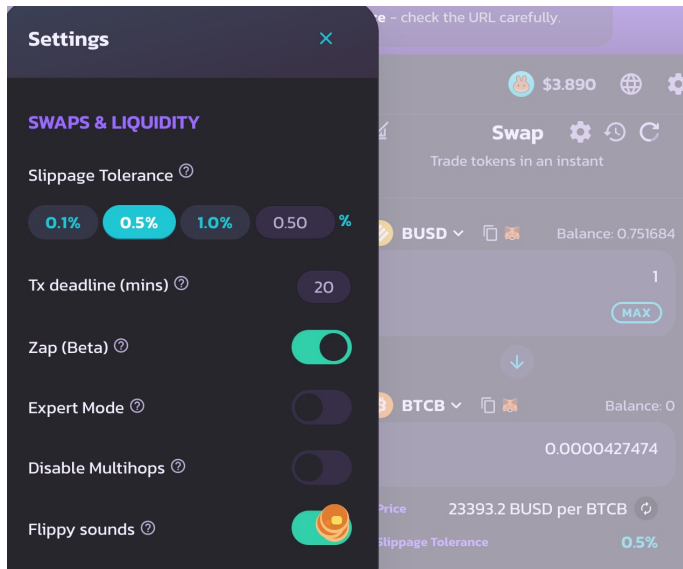 Settings
SWAPS & LIQUIDITY
Slippage Tolerance
0.1% 0.5% 1.0% 0.50 %
Tx deadline (mins) 20
Zap (Beta)
Expert Mode
Disable Multihops
Flippy sounds
e - check the URL carefully.
$3.890
Swap
Trade tokens in an instant
BUSD Balance: 0.751684
1
MAX
BTCB Balance: 0
0.0000427474
Price 23393.2 BUSD per BTCB
Slippage Tolerance 0.5%